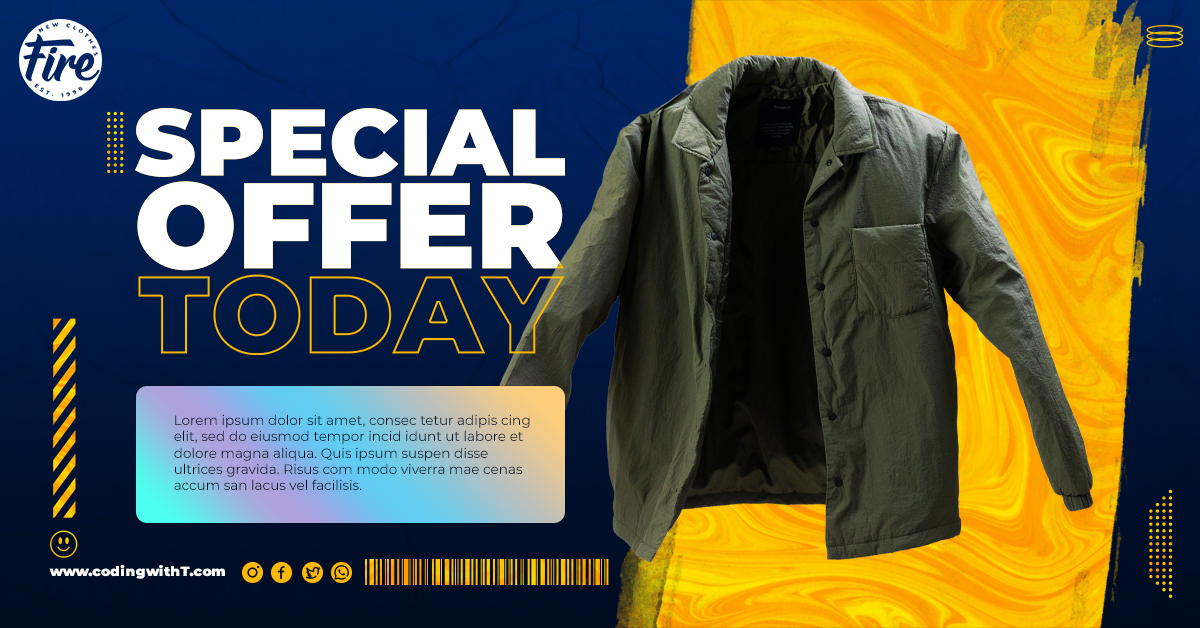 NEW CLOTHES
Fire
EST. 1998
SPECIAL
OFFER
TODAY
Lorem ipsum dolor sit amet, consec tetur adipis cing
elit, sed do eiusmod tempor incid idunt ut labore et
dolore magna aliqua. Quis ipsum suspen disse
ultrices gravida. Risus com modo viverra mae cenas
accum san lacus vel facilisis.
www.codingwithT.com